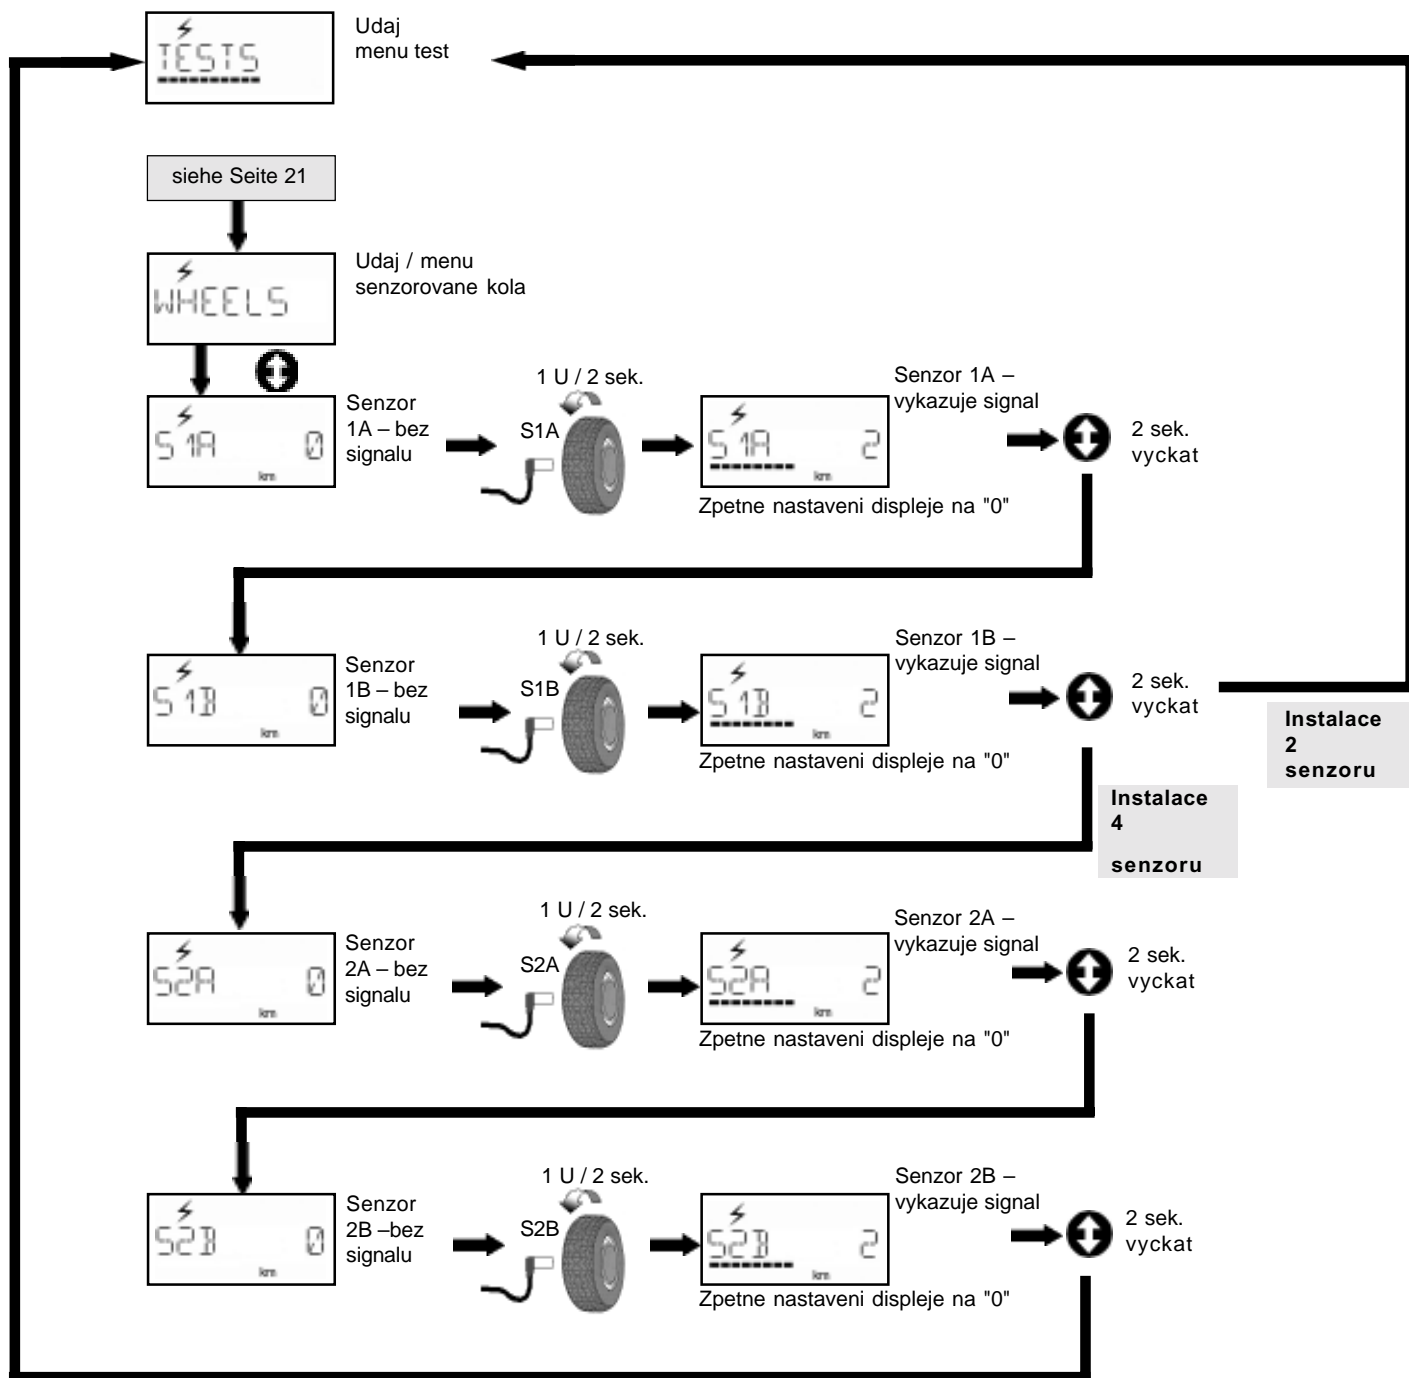 TESTS
Udaj
menu test
siehe Seite 21
WHEELS
Udaj / menu
senzorovane kola
S1A 0
km
Senzor
1A – bez
signalu
1 U / 2 sek.
S1A
S1A 2
km
Senzor 1A –
vykazuje signal
Zpetne nastaveni displeje na "0"
2 sek.
vyckat
S1B 0
km
Senzor
1B – bez
signalu
1 U / 2 sek.
S1B
S1B 2
km
Senzor 1B –
vykazuje signal
Zpetne nastaveni displeje na "0"
2 sek.
vyckat
Instalace
2
senzoru
Instalace
4
senzoru
S2A 0
km
Senzor
2A – bez
signalu
1 U / 2 sek.
S2A
S2A 2
km
Senzor 2A –
vykazuje signal
Zpetne nastaveni displeje na "0"
2 sek.
vyckat
S2B 0
km
Senzor
2B –bez
signalu
1 U / 2 sek.
S2B
S2B 2
km
Senzor 2B –
vykazuje signal
Zpetne nastaveni displeje na "0"
2 sek.
vyckat